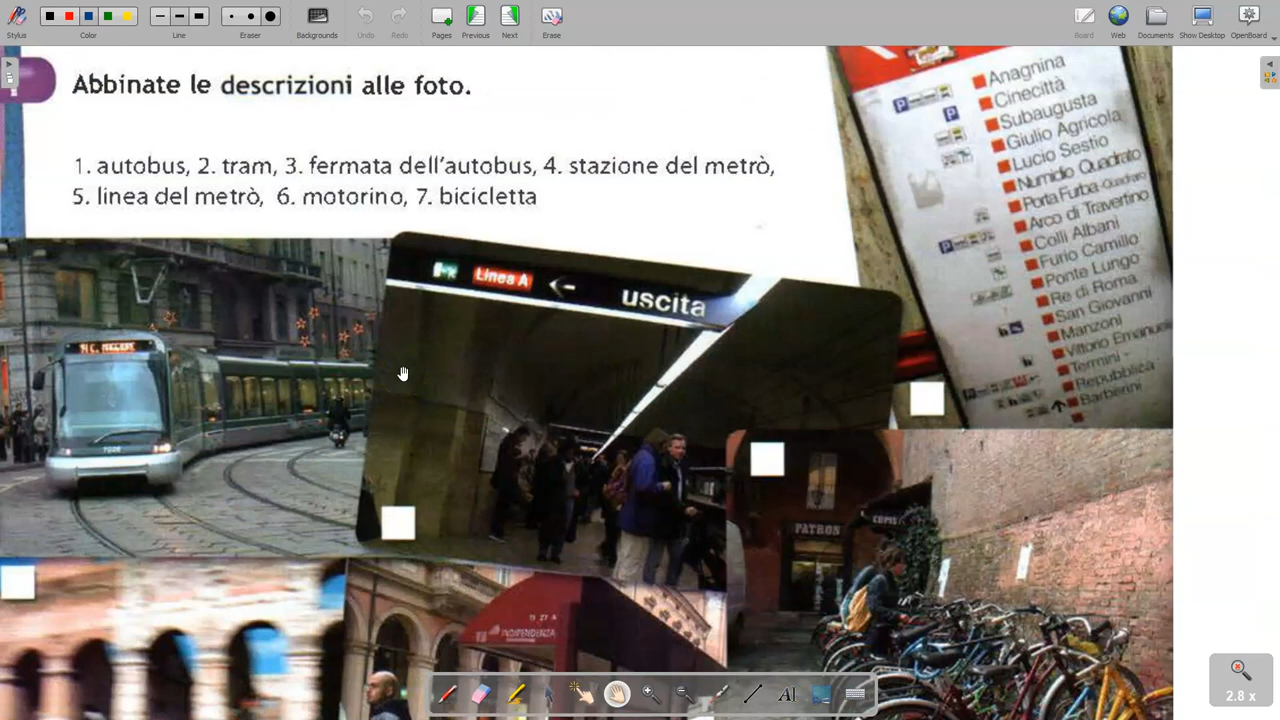 Stylus
Color
Line
Eraser
Backgrounds
Undo
Redo
Pages
Previous
Next
Erase
Board
Web
Documents
Show Desktop
OpenBoard
Abbinate le descrizioni alle foto.
1. autobus, 2. tram, 3. fermata dell'autobus, 4. stazione del metrò,
5. linea del metrò, 6. motorino, 7. bicicletta
Anagnina
Cinecittà
Subaugusta
Giulio Agricola
Lucio Sestio
Numidio Quadrato
Porta Furba-Quadraro
Arco di Travertino
Colli Albani
Furio Camillo
Ponte Lungo
Re di Roma
San Giovanni
Manzoni
Vittorio Emanuel
Termini -
Repubblica
Barberini
Linea A
uscita
PATRON
INDIPENDENZA
AI
2.8 x